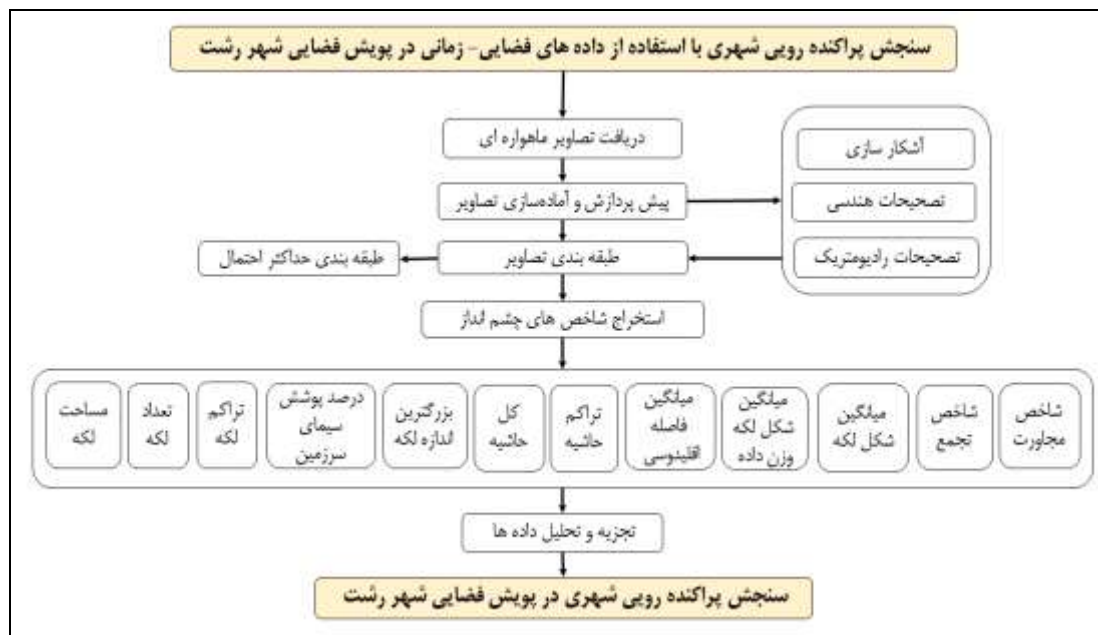 سنجش پراکنده رویی شهری با استفاده از داده های فضایی- زمانی در پویش فضایی شهر رشت
دریافت تصاویر ماهواره ای
آشکار سازی
پیش پردازش و آماده‌سازی تصاویر
تصحیحات هندسی
تصحیحات رادیومتریک
طبقه بندی تصاویر
طبقه بندی حداکثر احتمال
استخراج شاخص های چشم انداز
شاخص
مجاورت
شاخص
تجمع
میانگین
شکل لکه
میانگین
شکل لکه
وزن داده
میانگین
فاصله
اقلیدوسی
تراکم
حاشیه
کل
حاشیه
بزرگترین
اندازه لکه
درصد پوشش
سیمای
سرزمین
تراکم
لکه
تعداد
لکه
مساحت
لکه
تجزیه و تحلیل داده ها
سنجش پراکنده رویی شهری در پویش فضایی شهر رشت